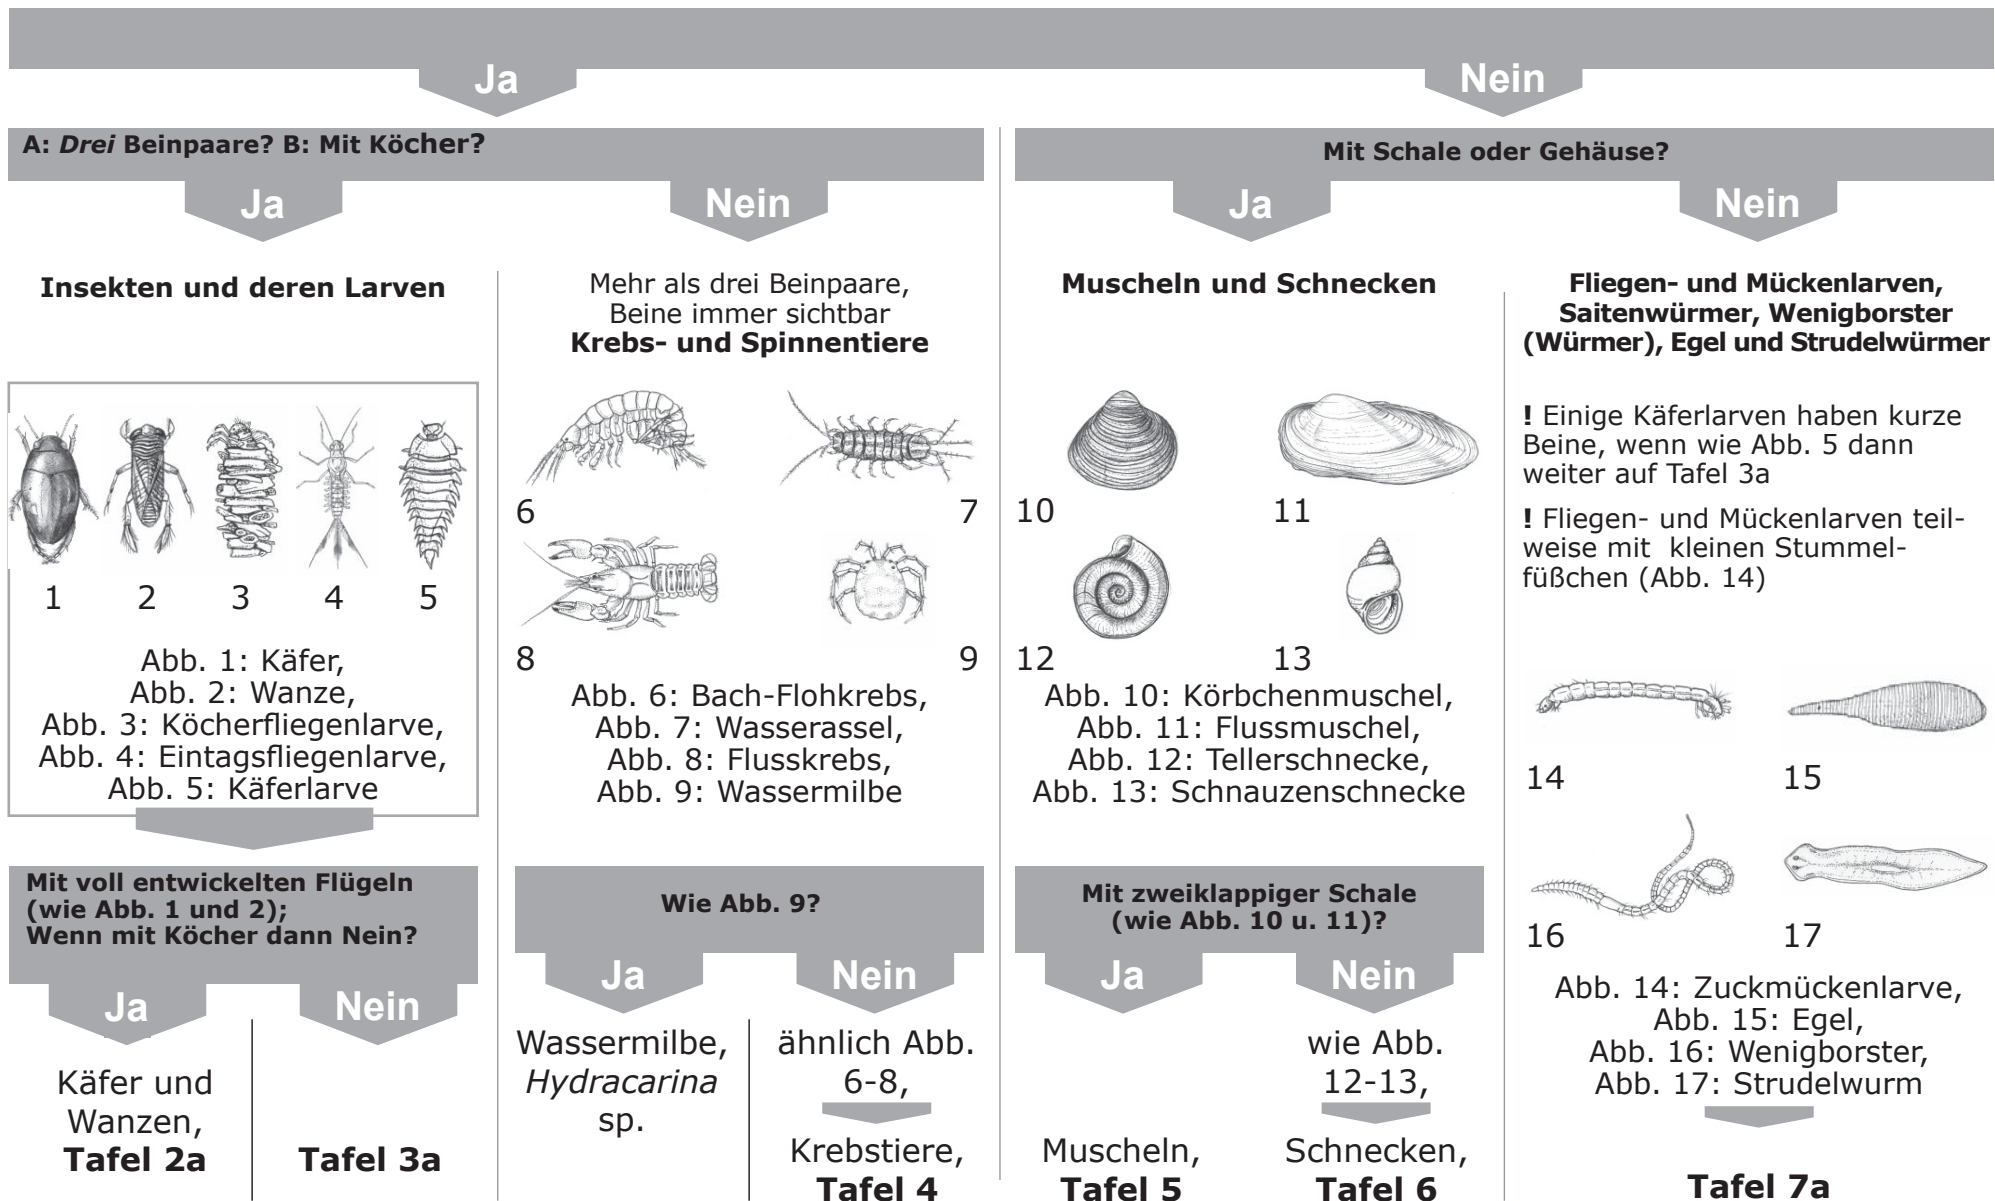 Ja
Nein
A: Drei Beinpaare? B: Mit Köcher?
Ja
Nein
Insekten und deren Larven
Mehr als drei Beinpaare,
Beine immer sichtbar
Krebs- und Spinnentiere
1
2
3
4
5
Abb. 1: Käfer,
Abb. 2: Wanze,
Abb. 3: Köcherfliegenlarve,
Abb. 4: Eintagsfliegenlarve,
Abb. 5: Käferlarve
6
7
8
9
Abb. 6: Bach-Flohkrebs,
Abb. 7: Wasserassel,
Abb. 8: Flusskrebs,
Abb. 9: Wassermilbe
Mit voll entwickelten Flügeln
(wie Abb. 1 und 2);
Wenn mit Köcher dann Nein?
Ja
Nein
Käfer und
Wanzen,
Tafel 2a
Tafel 3a
Wie Abb. 9?
Ja
Nein
Wassermilbe,
Hydracarina
sp.
ähnlich Abb.
6-8,
Krebstiere,
Tafel 4
Mit Schale oder Gehäuse?
Ja
Nein
Muscheln und Schnecken
10
11
12
13
Abb. 10: Körbchenmuschel,
Abb. 11: Flussmuschel,
Abb. 12: Tellerschnecke,
Abb. 13: Schnauzenschnecke
Mit zweiklappiger Schale
(wie Abb. 10 u. 11)?
Ja
Nein
Muscheln,
Tafel 5
wie Abb.
12-13,
Schnecken,
Tafel 6
Fliegen- und Mückenlarven,
Saitenwürmer, Wenigborster
(Würmer), Egel und Strudelwürmer
! Einige Käferlarven haben kurze
Beine, wenn wie Abb. 5 dann
weiter auf Tafel 3a
! Fliegen- und Mückenlarven teil-
weise mit kleinen Stummel-
füßchen (Abb. 14)
14
15
16
17
Abb. 14: Zuckmückenlarve,
Abb. 15: Egel,
Abb. 16: Wenigborster,
Abb. 17: Strudelwurm
Tafel 7a